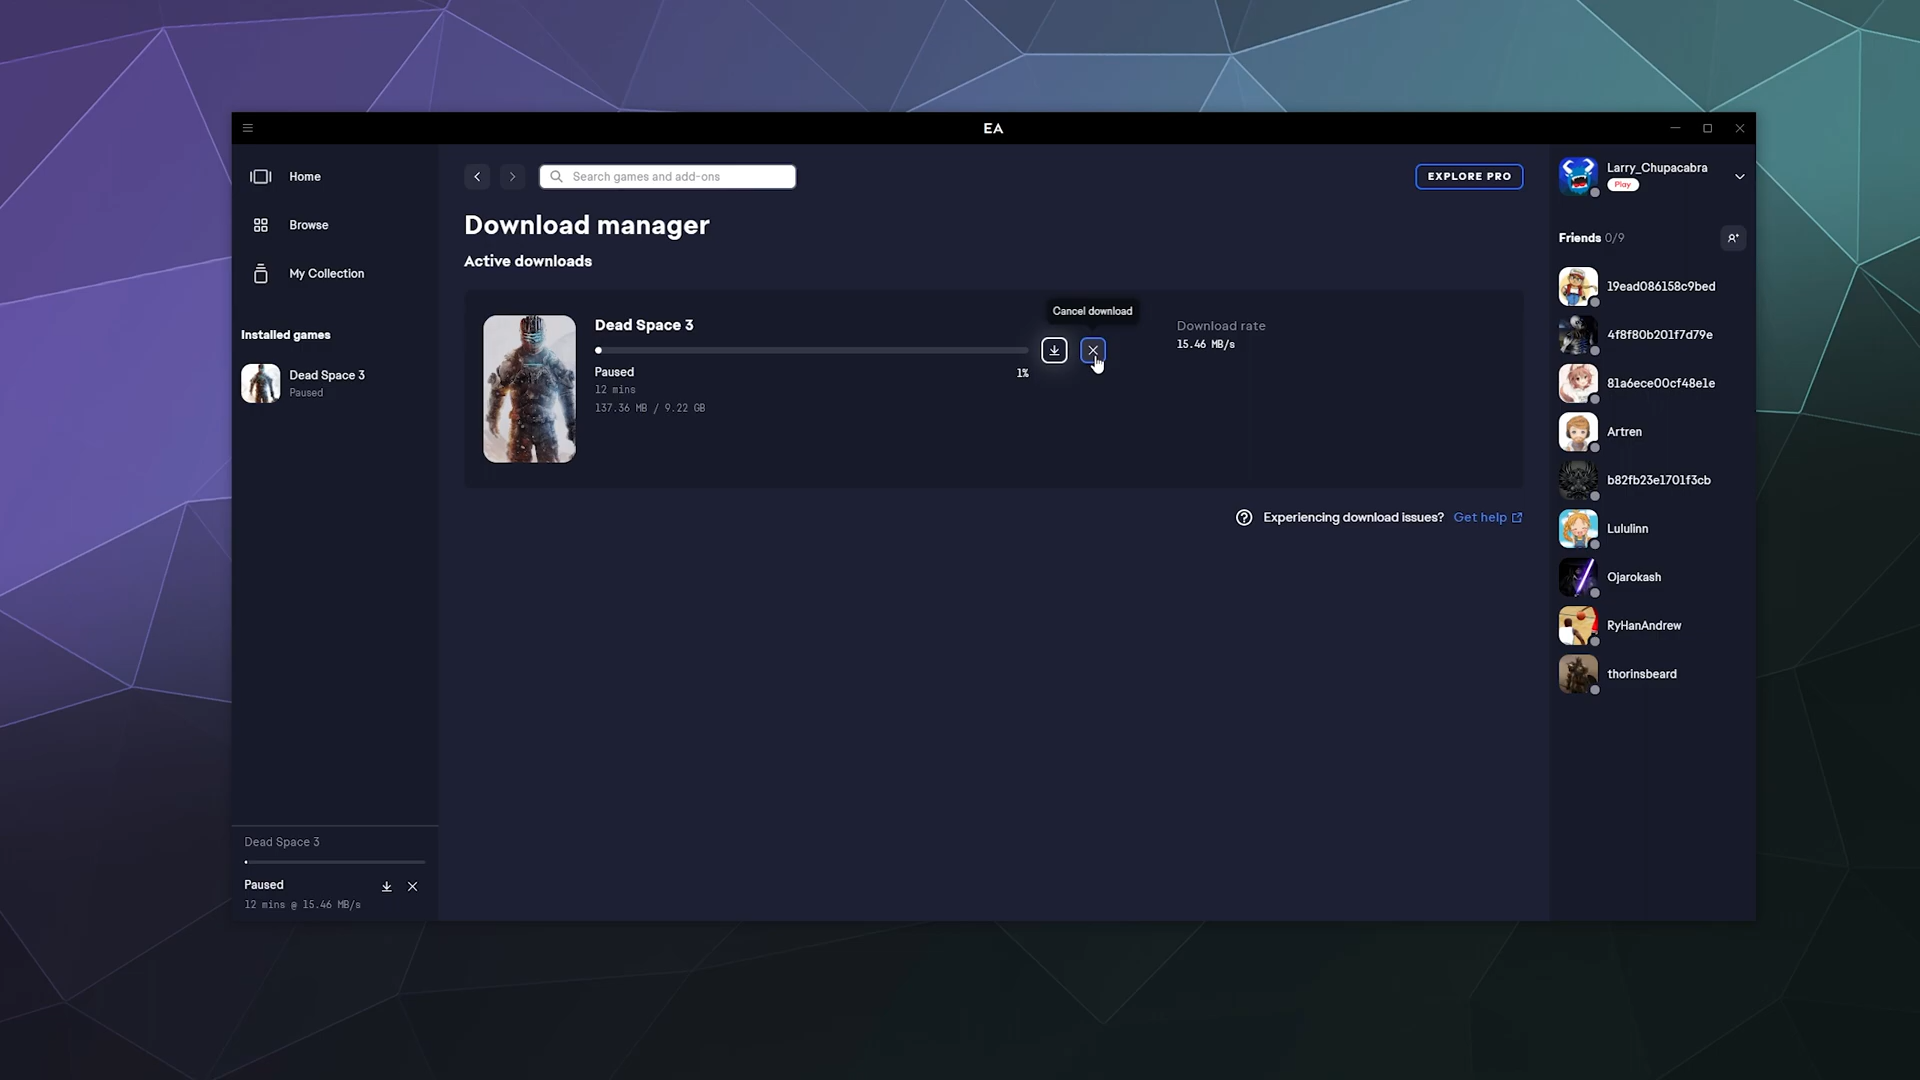 EA
Home
Browse
My Collection
Installed games
Dead Space 3
Paused
Dead Space 3
Paused
12 mins @ 15.46 MB/s
Search games and add-ons
EXPLORE PRO
Download manager
Active downloads
Dead Space 3
Paused
1%
12 mins
137.36 MB / 9.22 GB
Cancel download
Download rate
15.46 MB/s
Experiencing download issues? Get help
Larry_Chupacabra
Play
Friends 0/9
19ead086158c9bed
4f8f80b201f7d79e
81a6ece00cf48e1e
Artren
b82fb23e1701f3cb
Lululinn
Ojarokash
RyHanAndrew
thorinsbeard